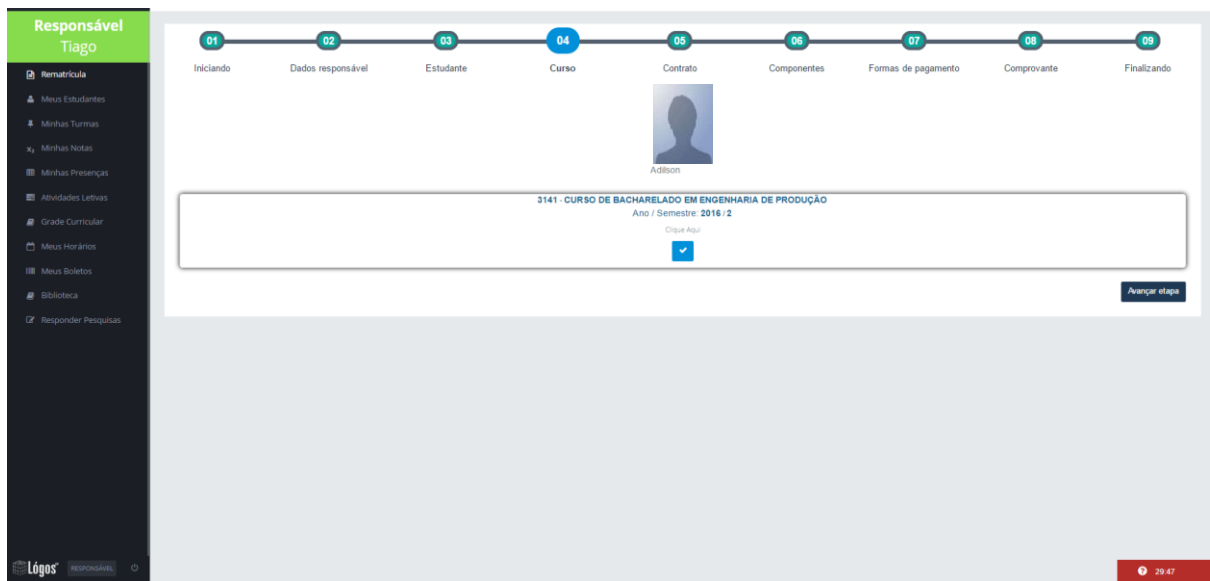 Responsável
Tiago
Rematrícula
Meus Estudantes
Minhas Turmas
Minhas Notas
Minhas Presenças
Atividades Letivas
Grade Curricular
Meus Horários
Meus Boletos
Biblioteca
Responder Pesquisas
Lógos RESPONSÁVEL
01 02 03 04 05 06 07 08 09
Iniciando Dados responsável Estudante Curso Contrato Componentes Formas de pagamento Comprovante Finalizando
Adilson
3141 - CURSO DE BACHARELADO EM ENGENHARIA DE PRODUÇÃO
Ano / Semestre: 2016 / 2
Clique Aqui
Avançar etapa
29:47